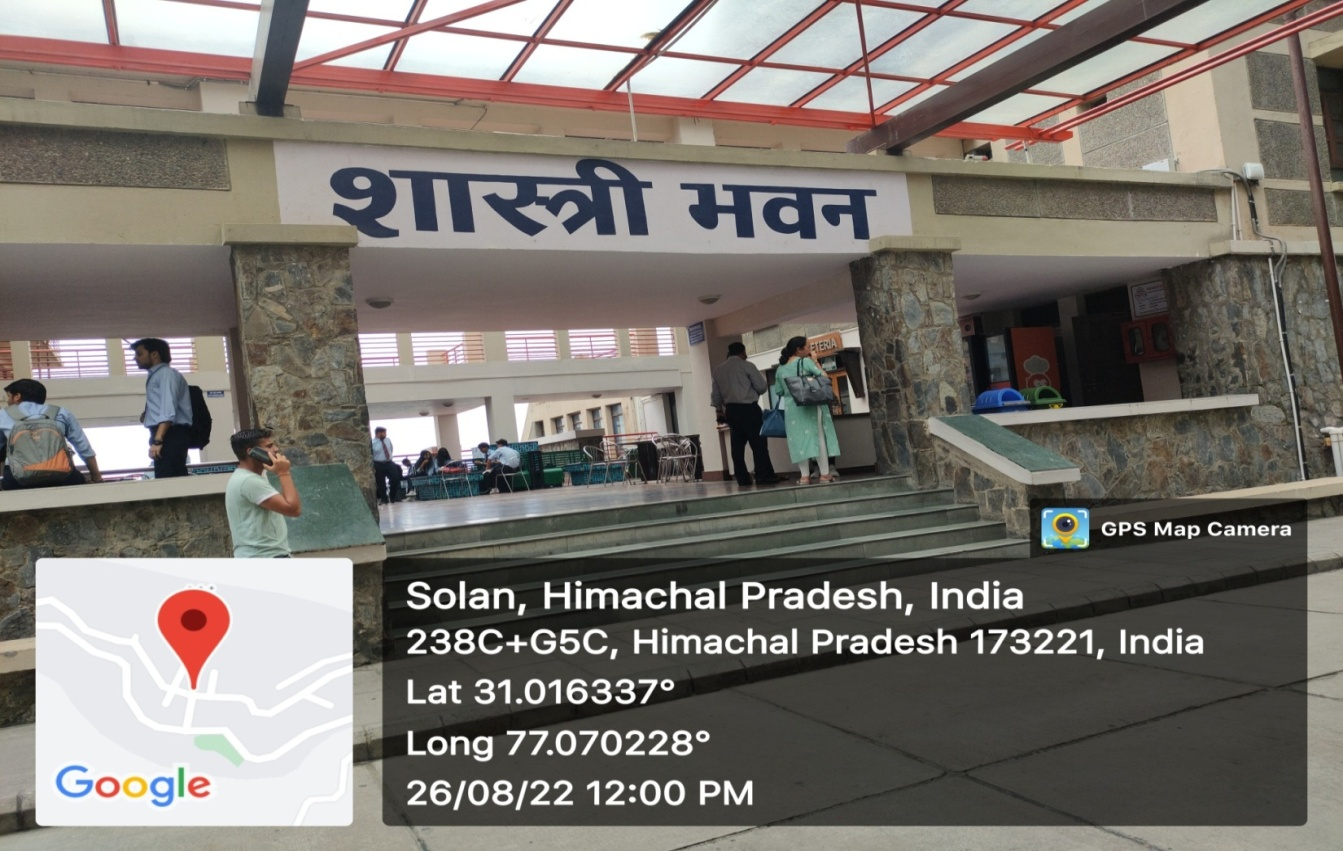 शास्त्री भवन
ETERIA
GPS Map Camera
Solan, Himachal Pradesh, India
238C+G5C, Himachal Pradesh 173221, India
Lat 31.016337°
Long 77.070228°
26/08/22 12:00 PM
Google